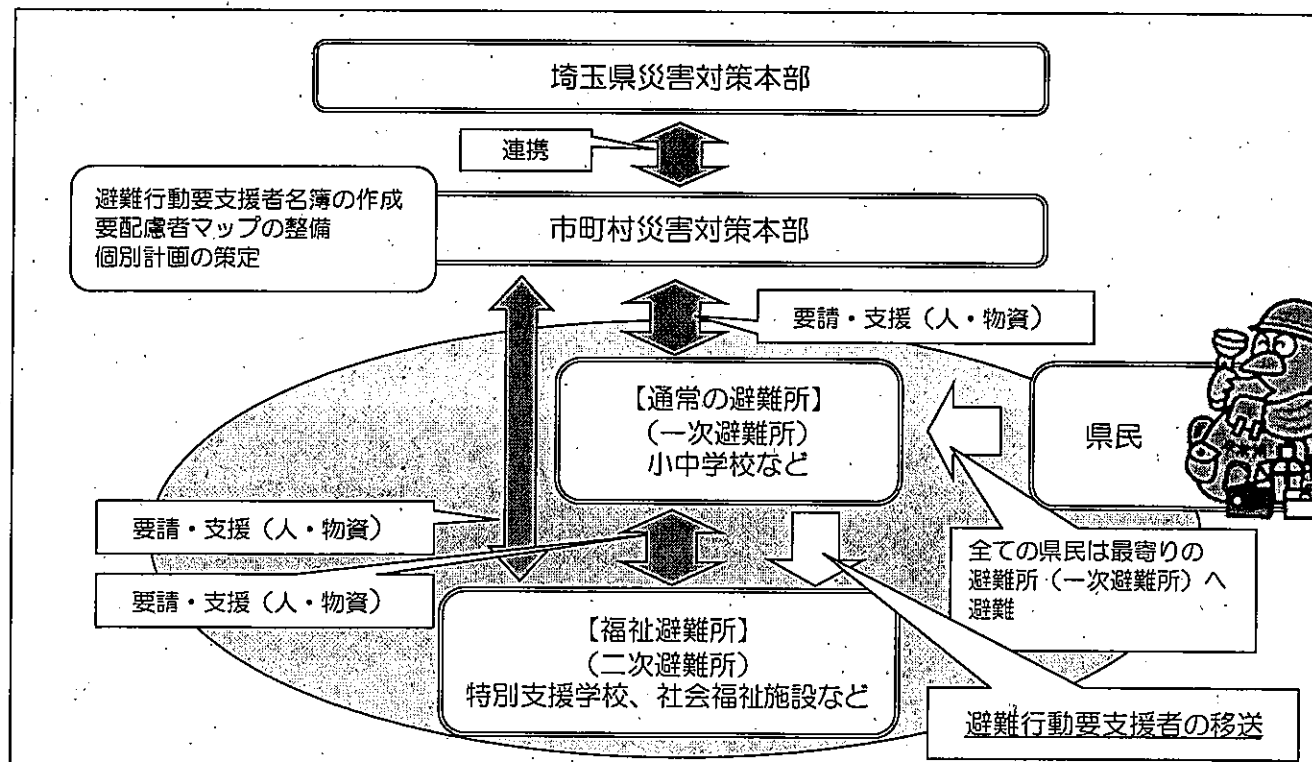 埼玉県災害対策本部
連携
避難行動要支援者名簿の作成
要配慮者マップの整備
個別計画の策定
市町村災害対策本部
要請・支援（人・物資）
【通常の避難所】
（一次避難所）
小中学校など
県民
要請・支援（人・物資）
要請・支援（人・物資）
全ての県民は最寄りの
避難所（一次避難所）へ
避難
【福祉避難所】
（二次避難所）
特別支援学校、社会福祉施設など
避難行動要支援者の移送